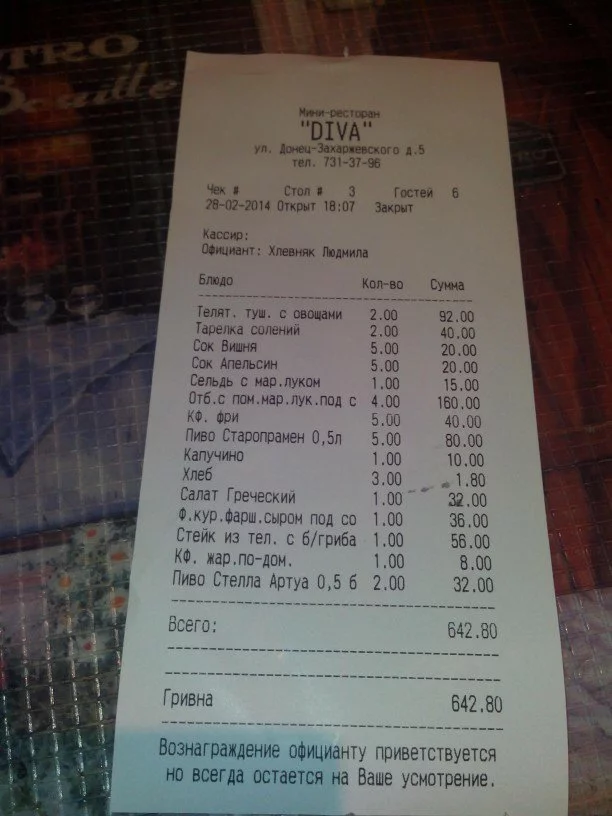 Мини-ресторан
"DIVA"
ул. Донец-Захаржевского д.5
тел. 731-37-96
Чек # Стол # 3 Гостей 6
28-02-2014 Открыт 18:07 Закрыт
Кассир:
Официант: Хлевняк Людмила
Блюдо Кол-во Сумма
Телят. туш. с овощами 2.00 92.00
Тарелка солений 2.00 40.00
Сок Вишня 5.00 20.00
Сок Апельсин 5.00 20.00
Сельдь с мар.луком 1.00 15.00
Отб.с пом.мар.лук.под с 4.00 160.00
Кф. фри 5.00 40.00
Пиво Старопрамен 0,5л 5.00 80.00
Капучино 1.00 10.00
Хлеб 3.00 1.80
Салат Греческий 1.00 32.00
Ф.кур.фарш.сыром под со 1.00 36.00
Стейк из тел. с б/гриба 1.00 56.00
Кф. жар.по-дом. 1.00 8.00
Пиво Стелла Артуа 0,5 б 2.00 32.00
Всего: 642.80
Гривна 642.80
Вознаграждение официанту приветствуется
но всегда остается на Ваше усмотрение.